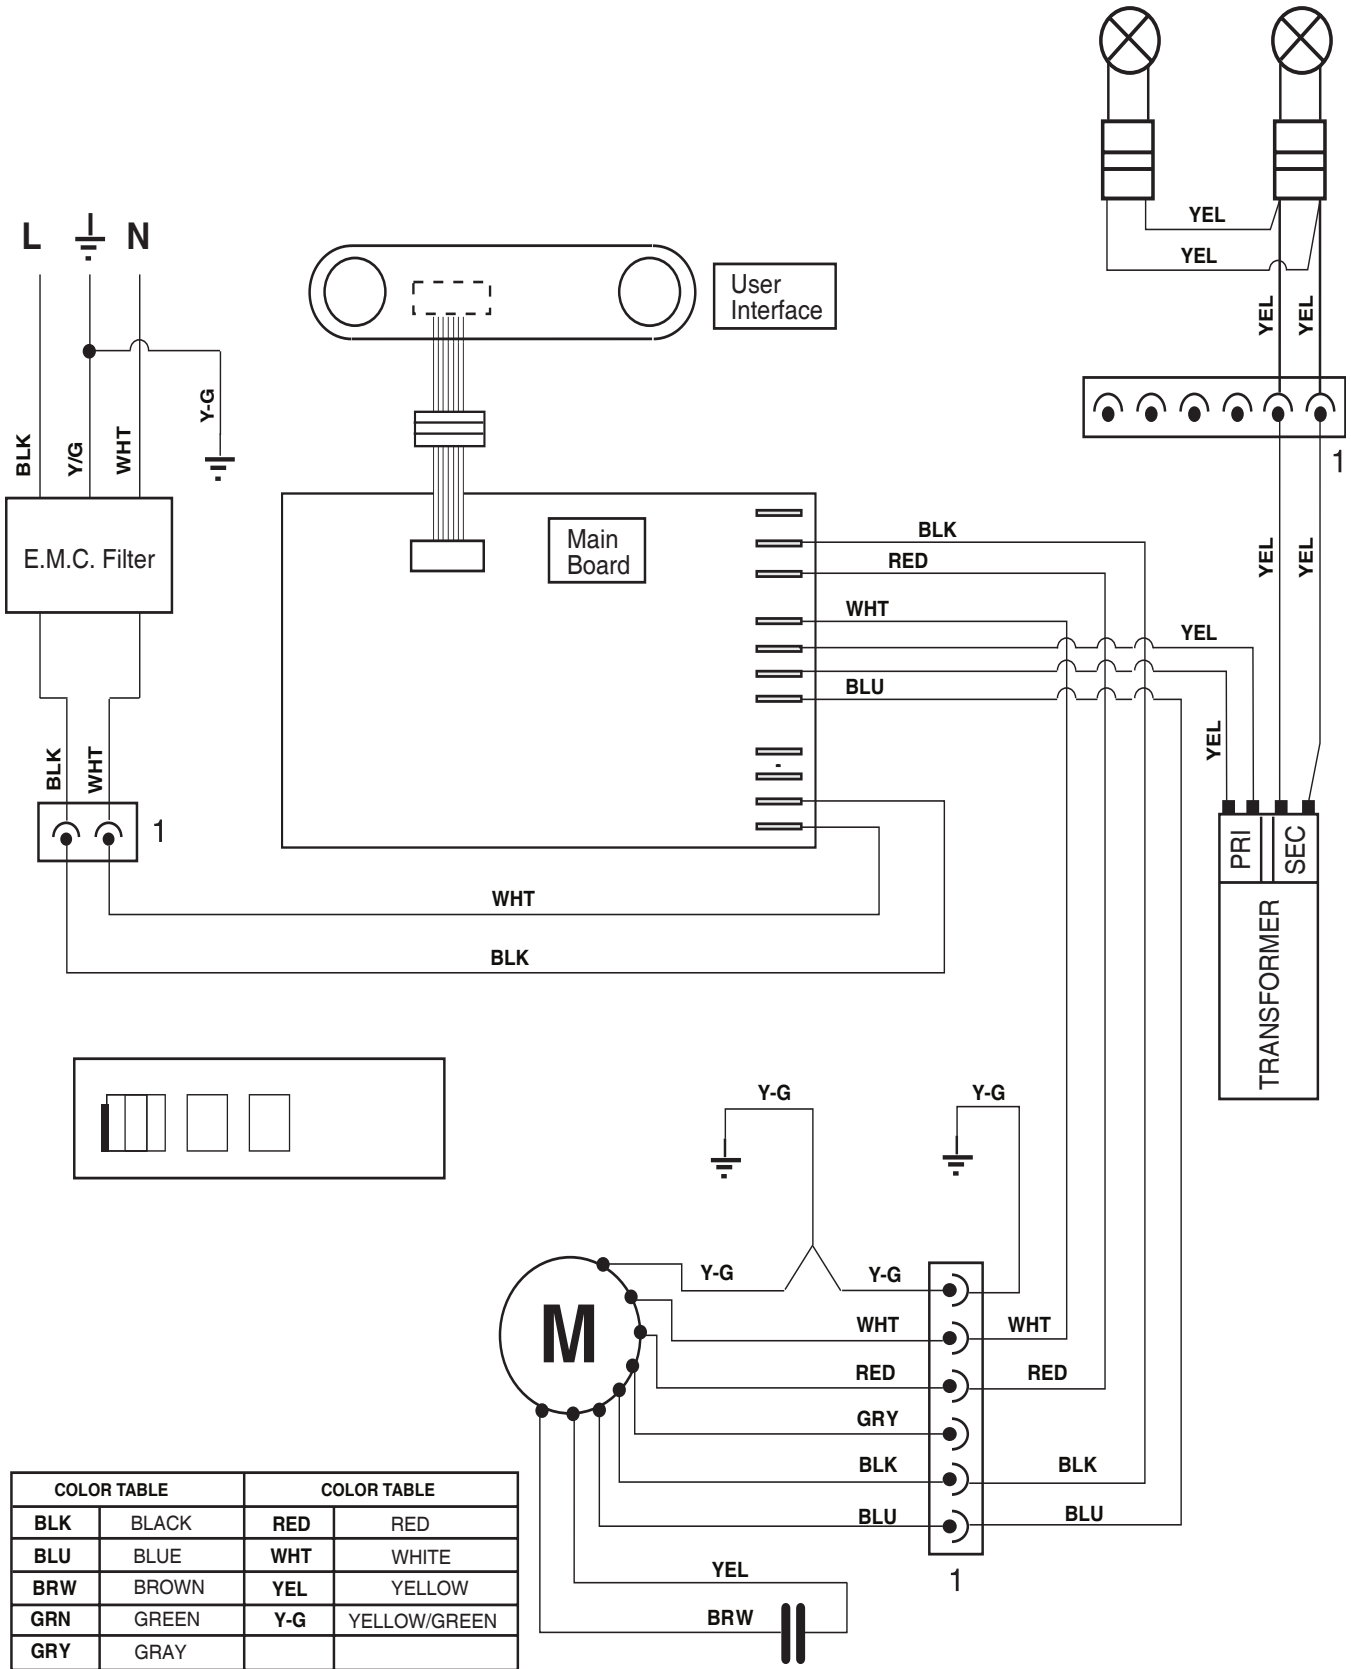 L N
User
Interface
YEL
YEL
YEL
YEL
BLK
Y/G
WHT
Y-G
1
E.M.C. Filter
Main
Board
BLK
RED
WHT
YEL
BLU
YEL
YEL
YEL
BLK
WHT
1
PRI
SEC
TRANSFORMER
WHT
BLK
Y-G
Y-G
Y-G
Y-G
M
WHT
WHT
RED
RED
GRY
BLK
BLK
BLU
BLU
1
YEL
BRW
COLOR TABLE COLOR TABLE
BLK BLACK RED RED
BLU BLUE WHT WHITE
BRW BROWN YEL YELLOW
GRN GREEN Y-G YELLOW/GREEN
GRY GRAY